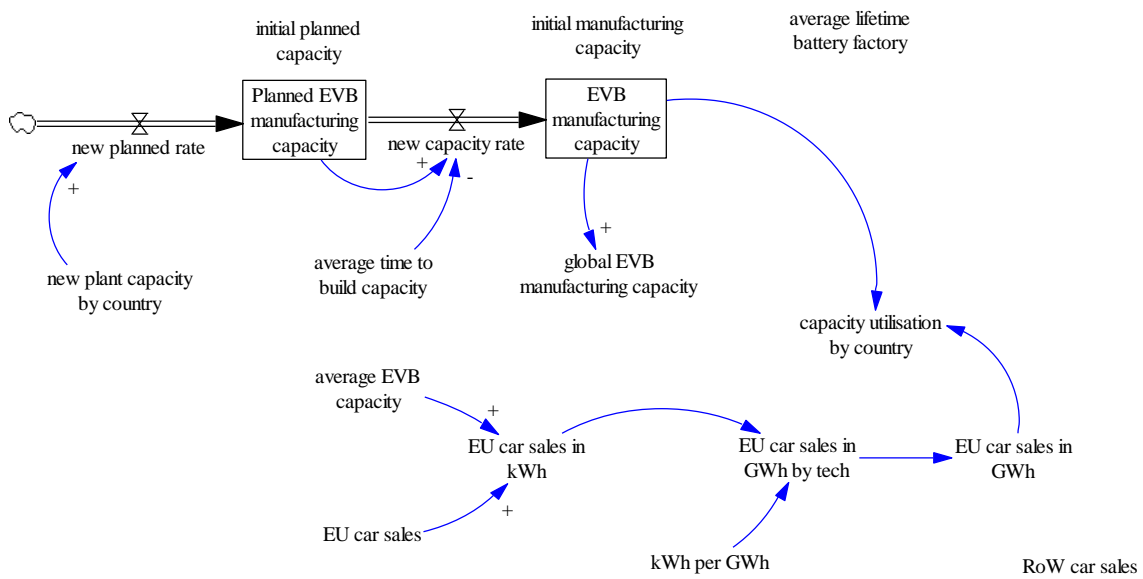 initial planned
capacity
initial manufacturing
capacity
average lifetime
battery factory
Planned EVB
manufacturing
capacity
EVB
manufacturing
capacity
new planned rate
new capacity rate
+
+
-
+
new plant capacity
by country
average time to
build capacity
global EVB
manufacturing capacity
capacity utilisation
by country
average EVB
capacity
+
EU car sales in
kWh
EU car sales in
GWh by tech
EU car sales in
GWh
+
EU car sales
kWh per GWh
RoW car sales